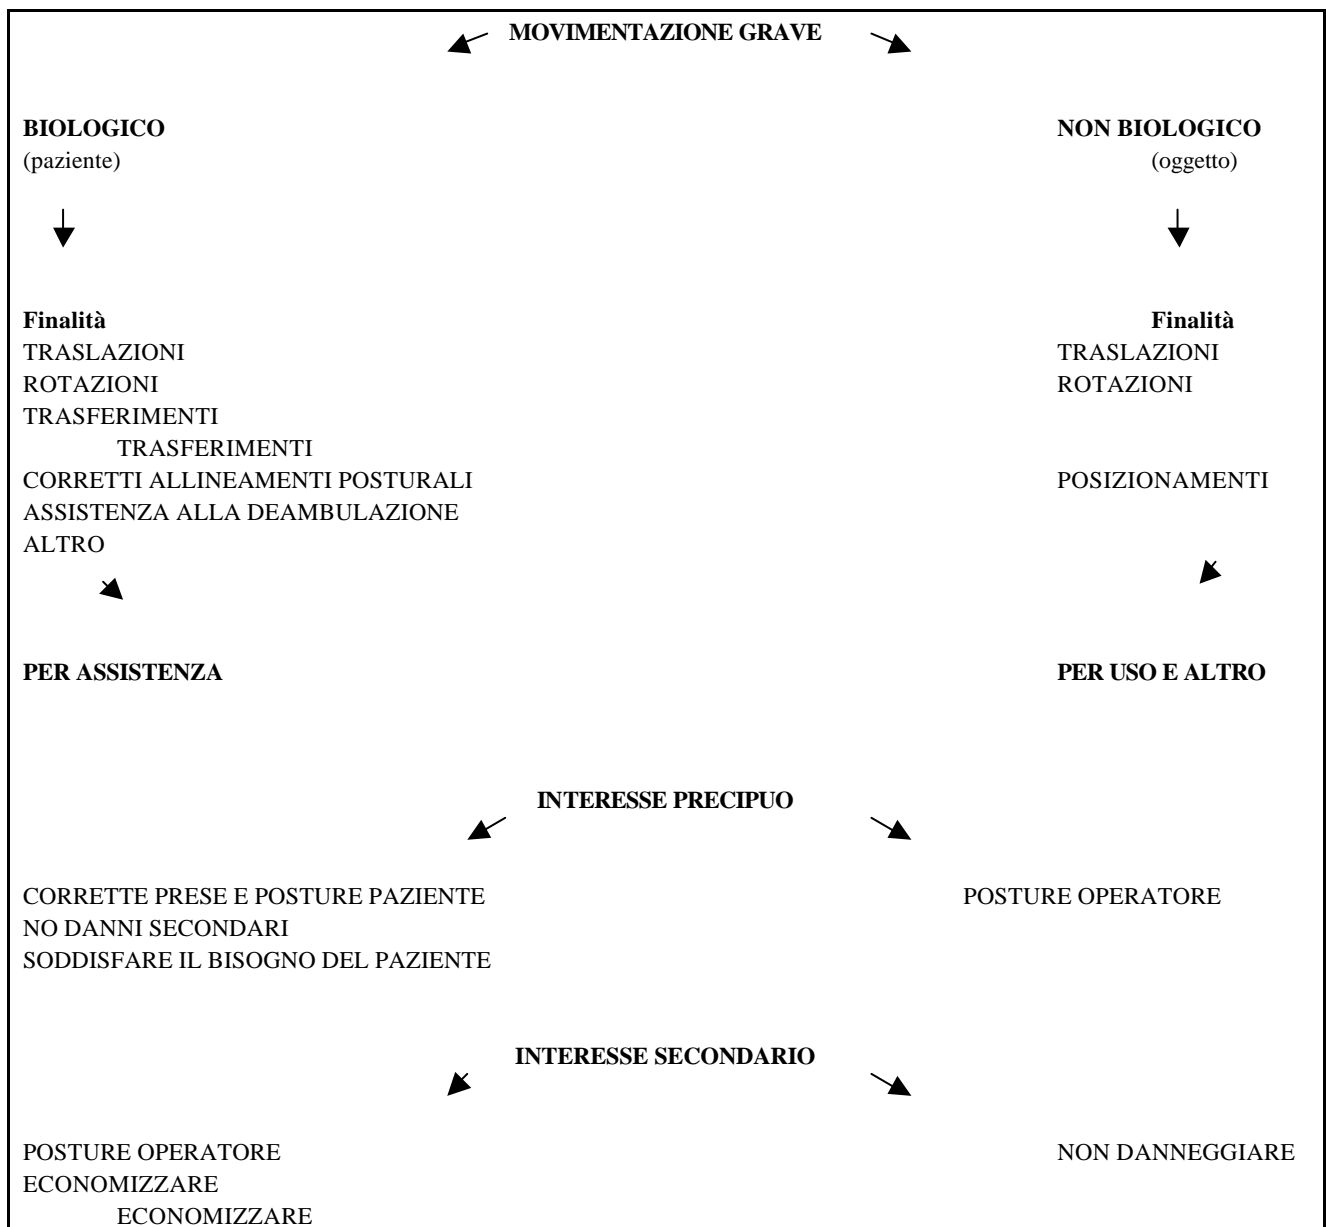 MOVIMENTAZIONE GRAVE
BIOLOGICO NON BIOLOGICO
(paziente) (oggetto)
Finalità Finalità
TRASLAZIONI TRASLAZIONI
ROTAZIONI ROTAZIONI
TRASFERIMENTI
TRASFERIMENTI
CORRETTI ALLINEAMENTI POSTURALI POSIZIONAMENTI
ASSISTENZA ALLA DEAMBULAZIONE
ALTRO
PER ASSISTENZA PER USO E ALTRO
INTERESSE PRECIPUO
CORRETTE PRESE E POSTURE PAZIENTE POSTURE OPERATORE
NO DANNI SECONDARI
SODDISFARE IL BISOGNO DEL PAZIENTE
INTERESSE SECONDARIO
POSTURE OPERATORE NON DANNEGGIARE
ECONOMIZZARE
ECONOMIZZARE